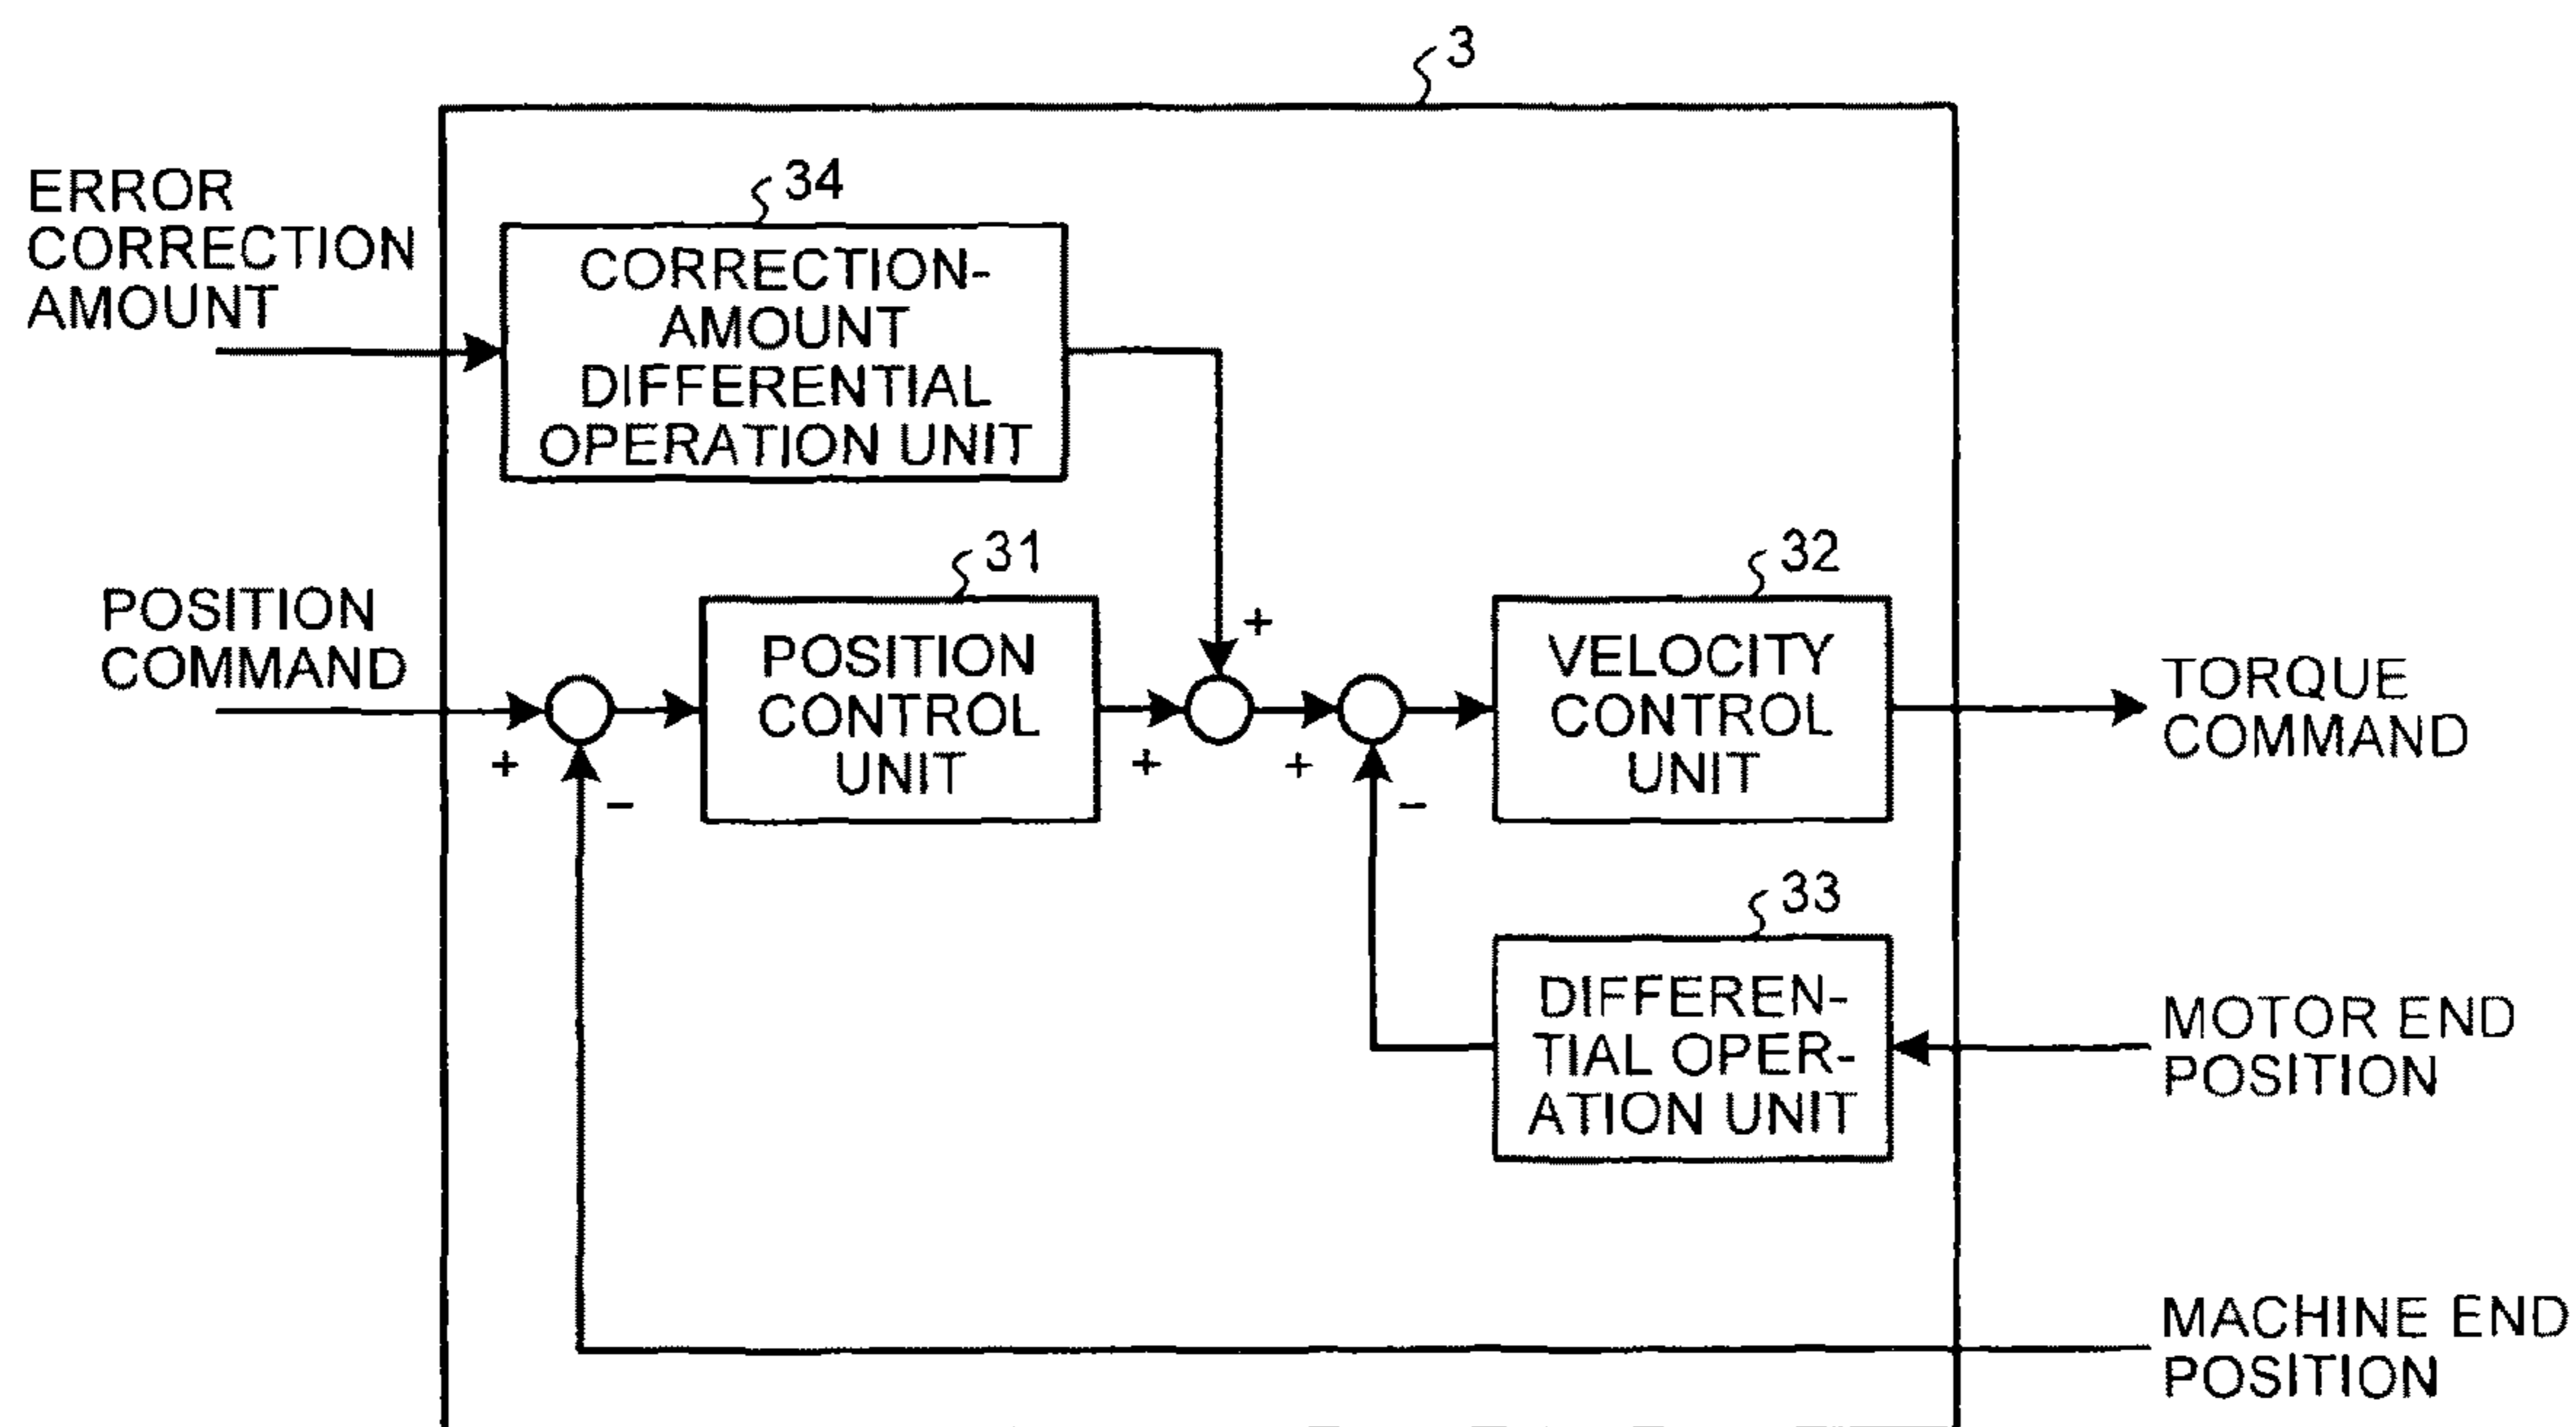 3
ERROR
CORRECTION
AMOUNT
34
CORRECTION-
AMOUNT
DIFFERENTIAL
OPERATION UNIT
POSITION
COMMAND
+
-
31
POSITION
CONTROL
UNIT
+
+
+
-
32
VELOCITY
CONTROL
UNIT
TORQUE
COMMAND
33
DIFFEREN-
TIAL OPER-
ATION UNIT
MOTOR END
POSITION
MACHINE END
POSITION